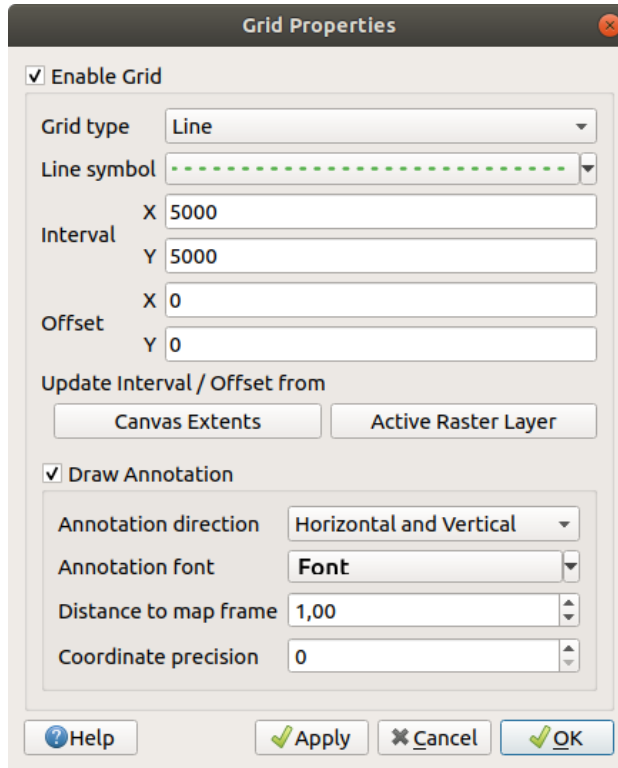 Grid Properties
Enable Grid
Grid type Line
Line symbol
Interval
X 5000
Y 5000
Offset
X 0
Y 0
Update Interval / Offset from
Canvas Extents Active Raster Layer
Draw Annotation
Annotation direction Horizontal and Vertical
Annotation font Font
Distance to map frame 1,00
Coordinate precision 0
Help Apply Cancel OK